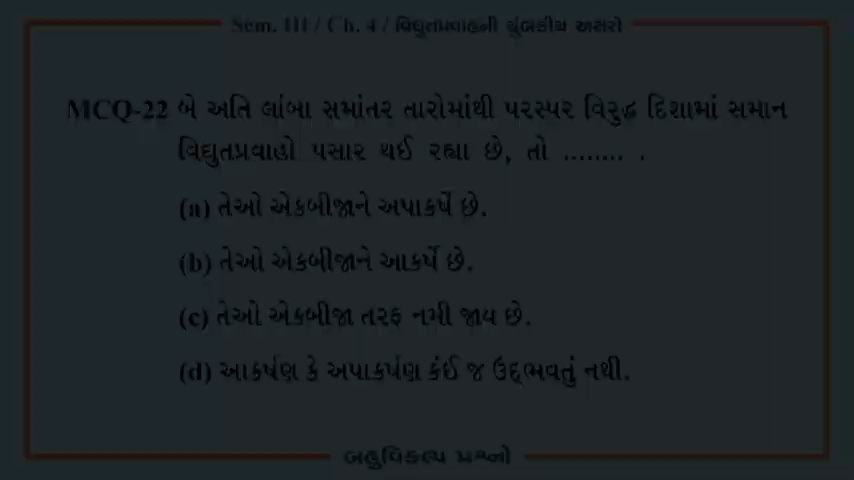 Sem. III / Ch. 4 / વિદ્યુતપ્રવાહની ચુંબકીય અસરો
MCQ-22 બે અતિ લાંબા સમાંતર તારોમાંથી પરસ્પર વિરુદ્ધ દિશામાં સમાન
વિદ્યુતપ્રવાહો પસાર થઈ રહ્યા છે, તો ........ .
(a) તેઓ એકબીજાને અપાકર્ષે છે.
(b) તેઓ એકબીજાને આકર્ષે છે.
(c) તેઓ એકબીજા તરફ નમી જાય છે.
(d) આકર્ષણ કે અપાકર્ષણ કંઈ જ ઉદ્દભવતું નથી.
બહુવિકલ્પ પ્રશ્નો